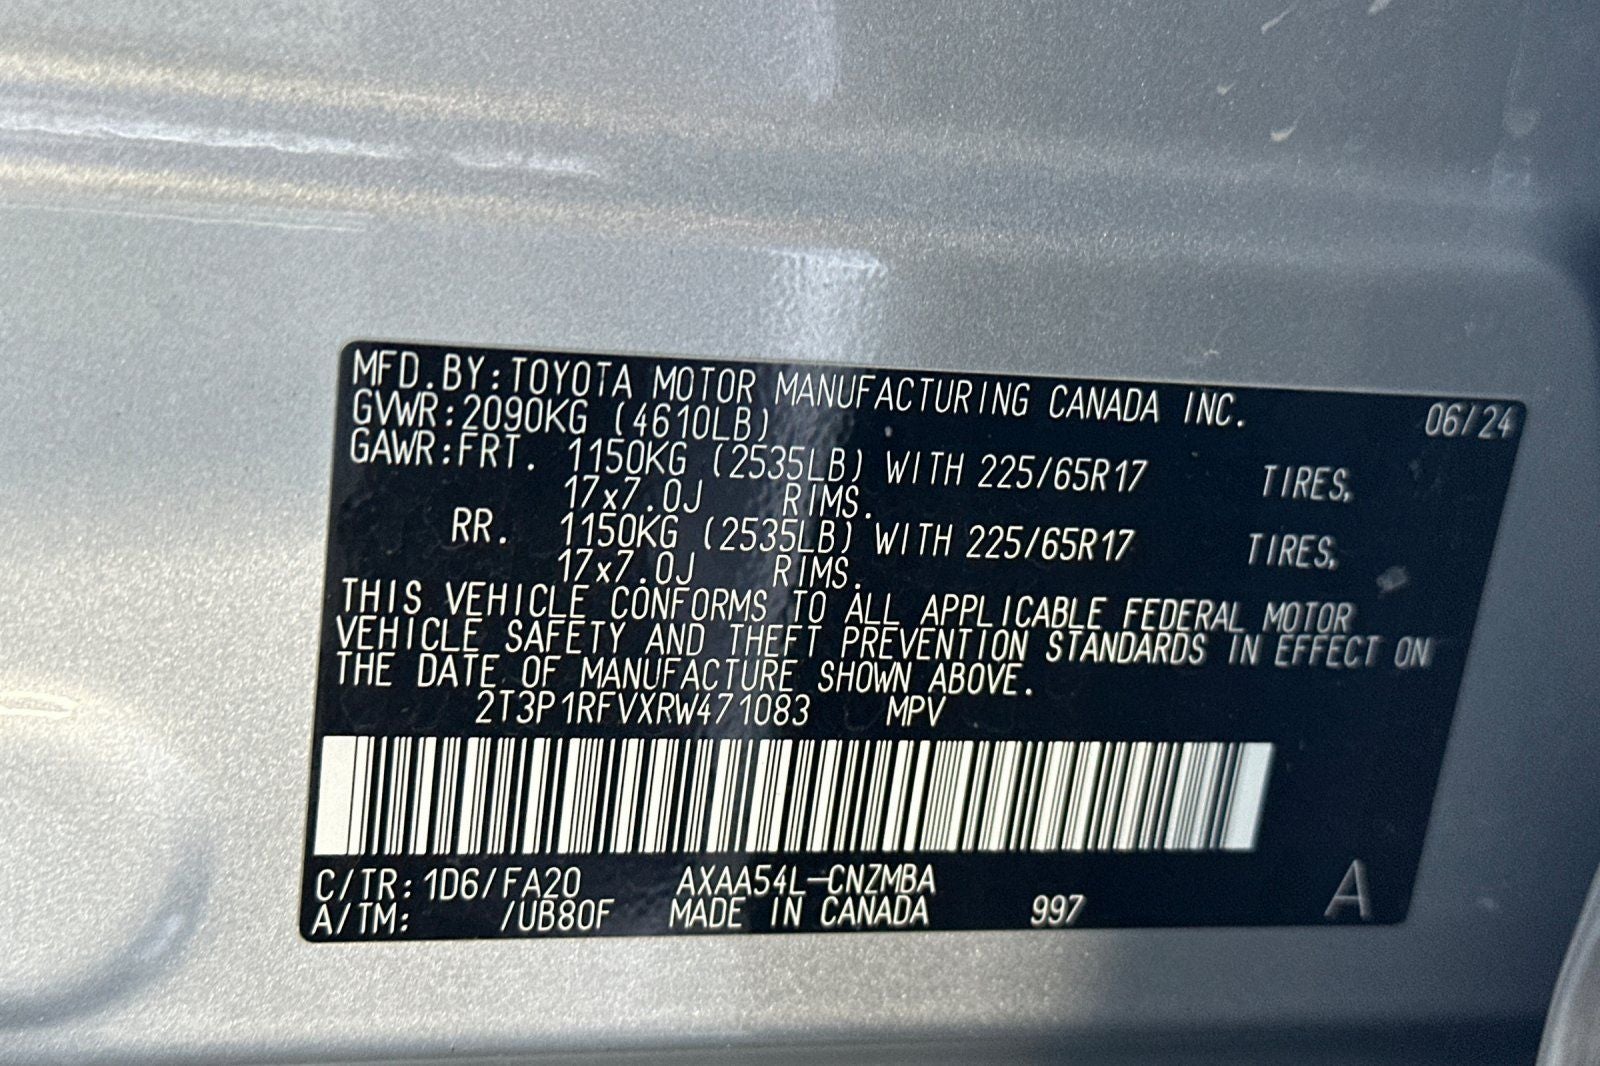 MFD.BY:TOYOTA MOTOR MANUFACTURING CANADA INC. 06/24
GVWR:2090KG (4610LB)
GAWR:FRT. 1150KG (2535LB) WITH 225/65R17 TIRES,
17x7.0J RIMS.
RR. 1150KG (2535LB) WITH 225/65R17 TIRES,
17x7.0J RIMS.
THIS VEHICLE CONFORMS TO ALL APPLICABLE FEDERAL MOTOR
VEHICLE SAFETY AND THEFT PREVENTION STANDARDS IN EFFECT ON
THE DATE OF MANUFACTURE SHOWN ABOVE.
2T3P1RFVXRW471083 MPV
C/TR:1D6/FA20 AXAA54L-CNZMBA
A/TM: /UB80F MADE IN CANADA 997 A